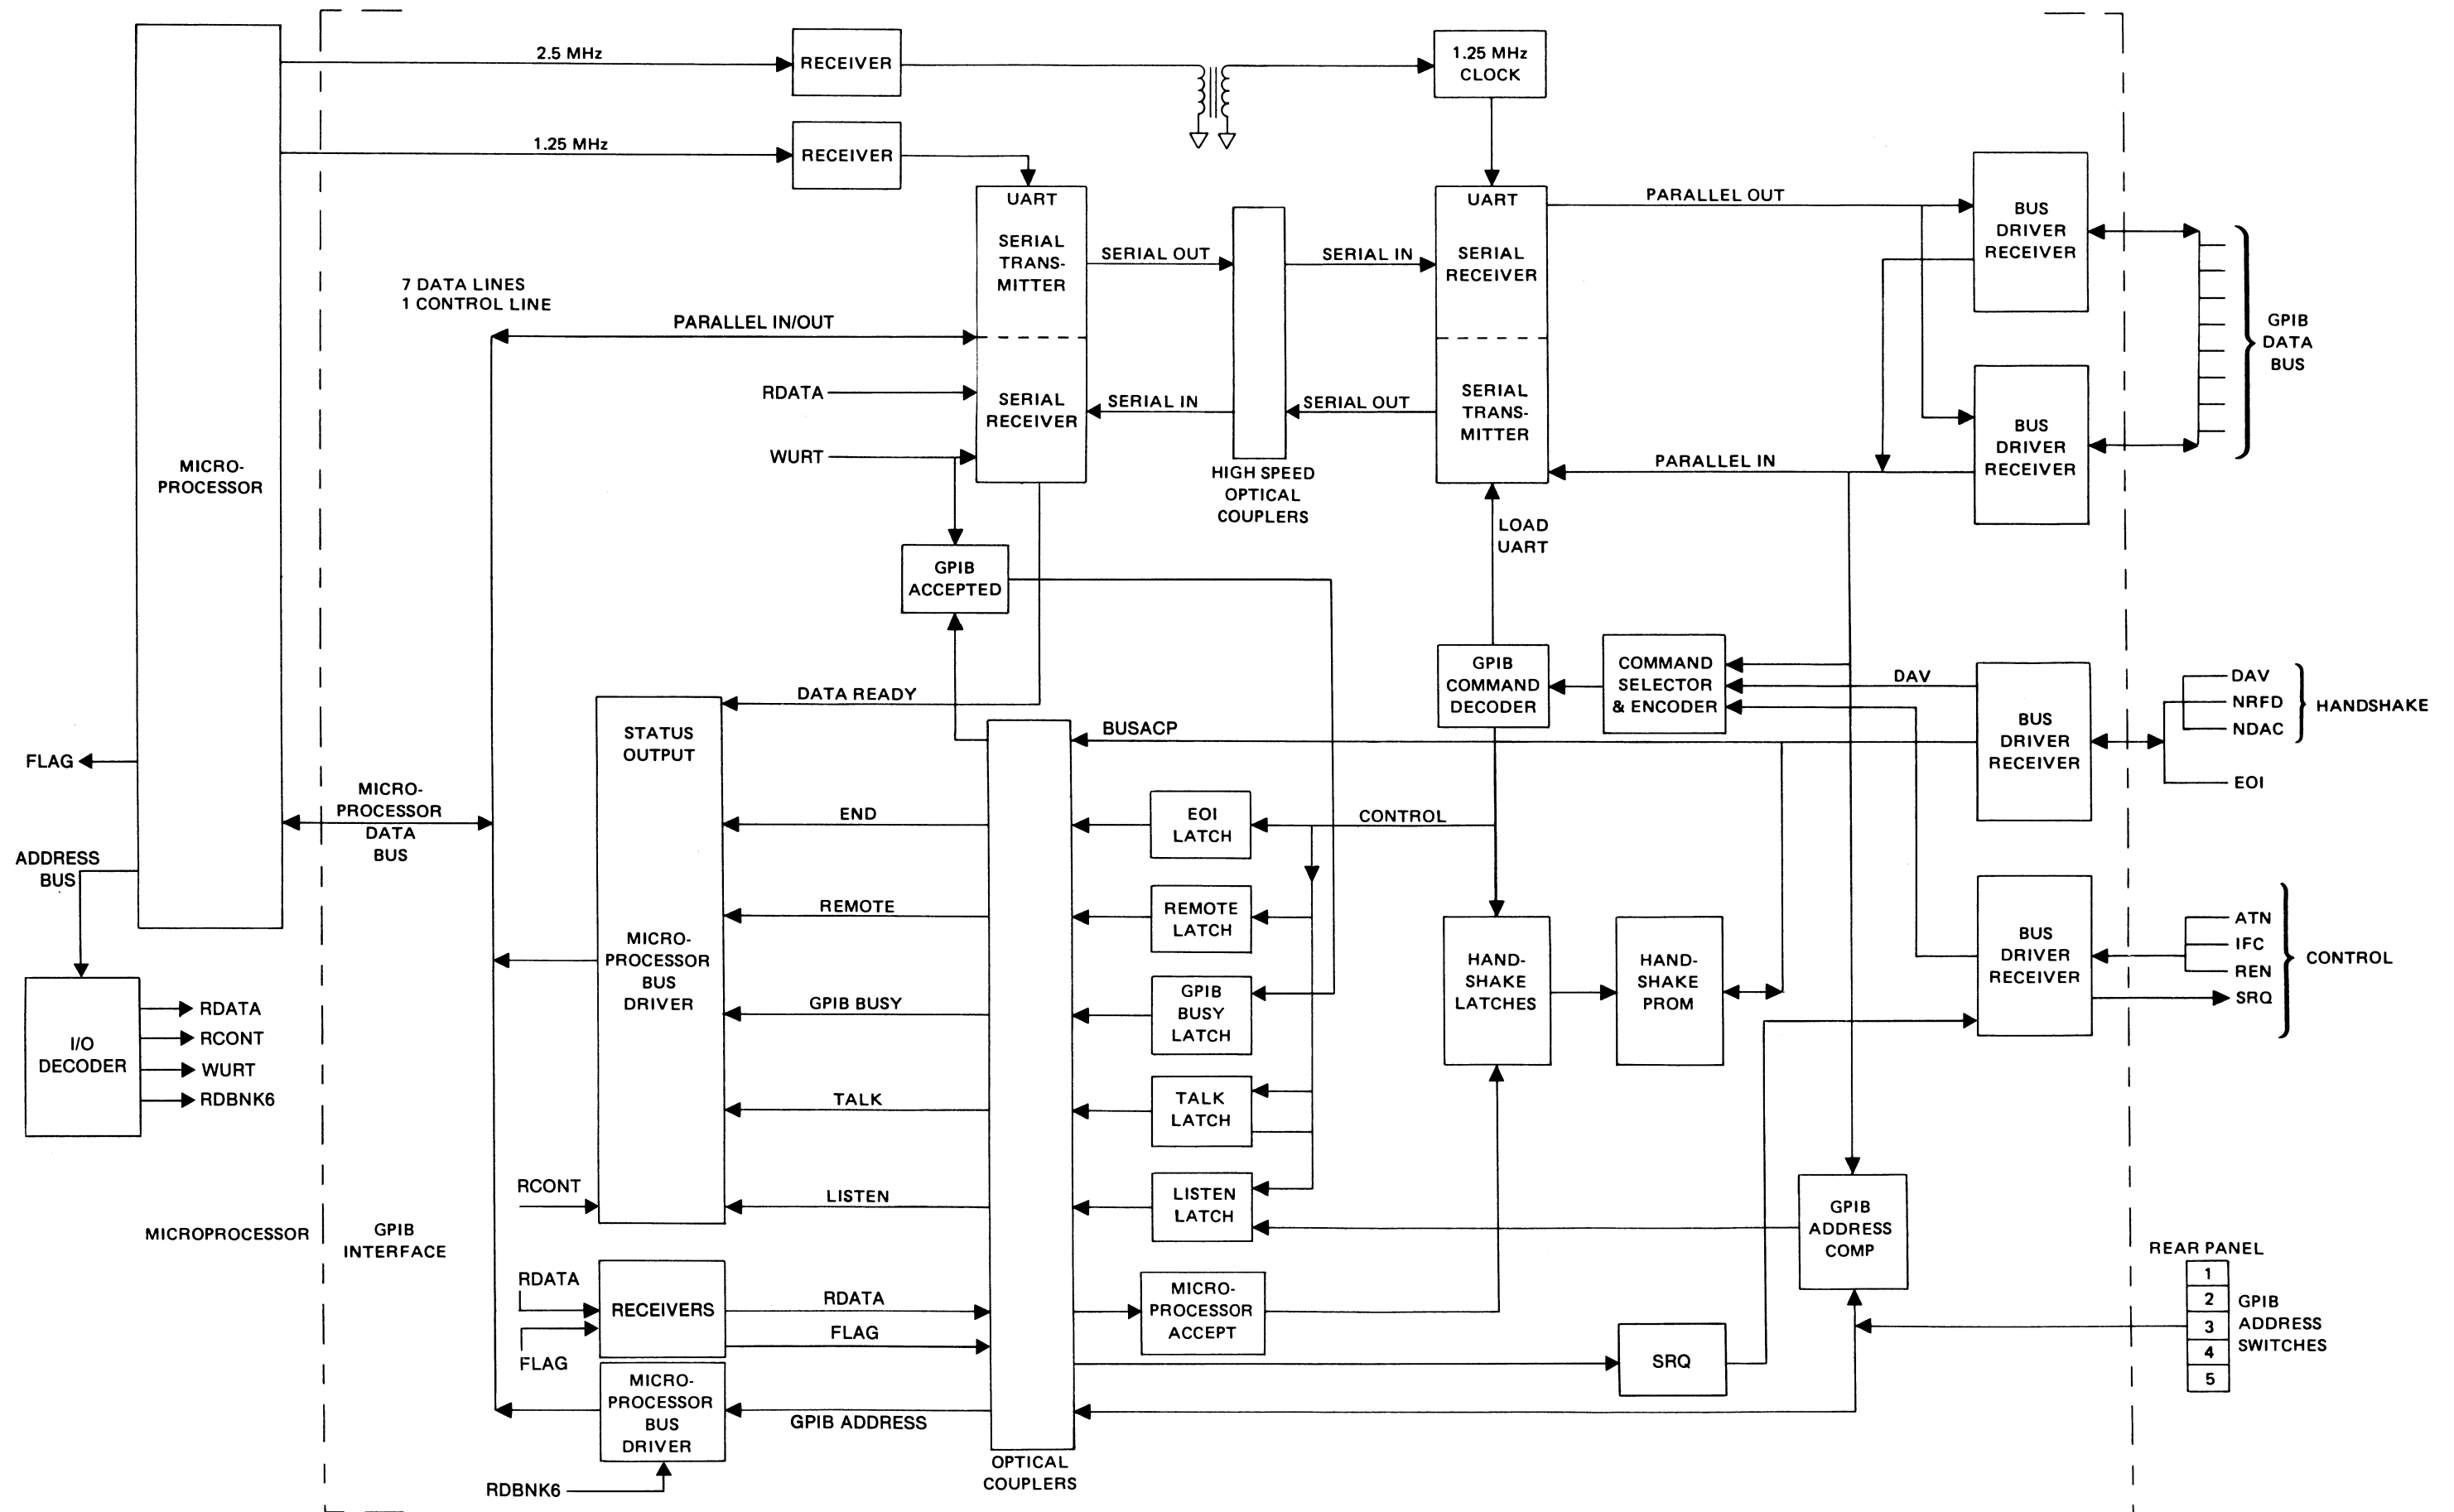 2.5 MHz
RECEIVER
1.25 MHz
CLOCK
1.25 MHz
RECEIVER
UART
SERIAL
TRANS-
MITTER
SERIAL
RECEIVER
SERIAL OUT
SERIAL IN
SERIAL IN
SERIAL OUT
HIGH SPEED
OPTICAL
COUPLERS
UART
SERIAL
RECEIVER
SERIAL
TRANS-
MITTER
PARALLEL OUT
PARALLEL IN
BUS
DRIVER
RECEIVER
BUS
DRIVER
RECEIVER
GPIB
DATA
BUS
7 DATA LINES
1 CONTROL LINE
PARALLEL IN/OUT
RDATA
WURT
MICRO-
PROCESSOR
GPIB
ACCEPTED
LOAD
UART
GPIB
COMMAND
DECODER
COMMAND
SELECTOR
& ENCODER
DAV
BUS
DRIVER
RECEIVER
DAV
NRFD
NDAC
HANDSHAKE
EOI
DATA READY
BUSACP
STATUS
OUTPUT
MICRO-
PROCESSOR
BUS
DRIVER
FLAG
MICRO-
PROCESSOR
DATA
BUS
ADDRESS
BUS
END
EOI
LATCH
CONTROL
REMOTE
REMOTE
LATCH
GPIB BUSY
GPIB
BUSY
LATCH
TALK
TALK
LATCH
LISTEN
LISTEN
LATCH
HAND-
SHAKE
LATCHES
HAND-
SHAKE
PROM
BUS
DRIVER
RECEIVER
ATN
IFC
REN
SRQ
CONTROL
I/O
DECODER
RDATA
RCONT
WURT
RDBNK6
RCONT
MICROPROCESSOR
GPIB
INTERFACE
GPIB
ADDRESS
COMP
REAR PANEL
1
2
3
4
5
GPIB
ADDRESS
SWITCHES
RDATA
FLAG
RECEIVERS
RDATA
FLAG
MICRO-
PROCESSOR
ACCEPT
SRQ
MICRO-
PROCESSOR
BUS
DRIVER
GPIB ADDRESS
OPTICAL
COUPLERS
RDBNK6